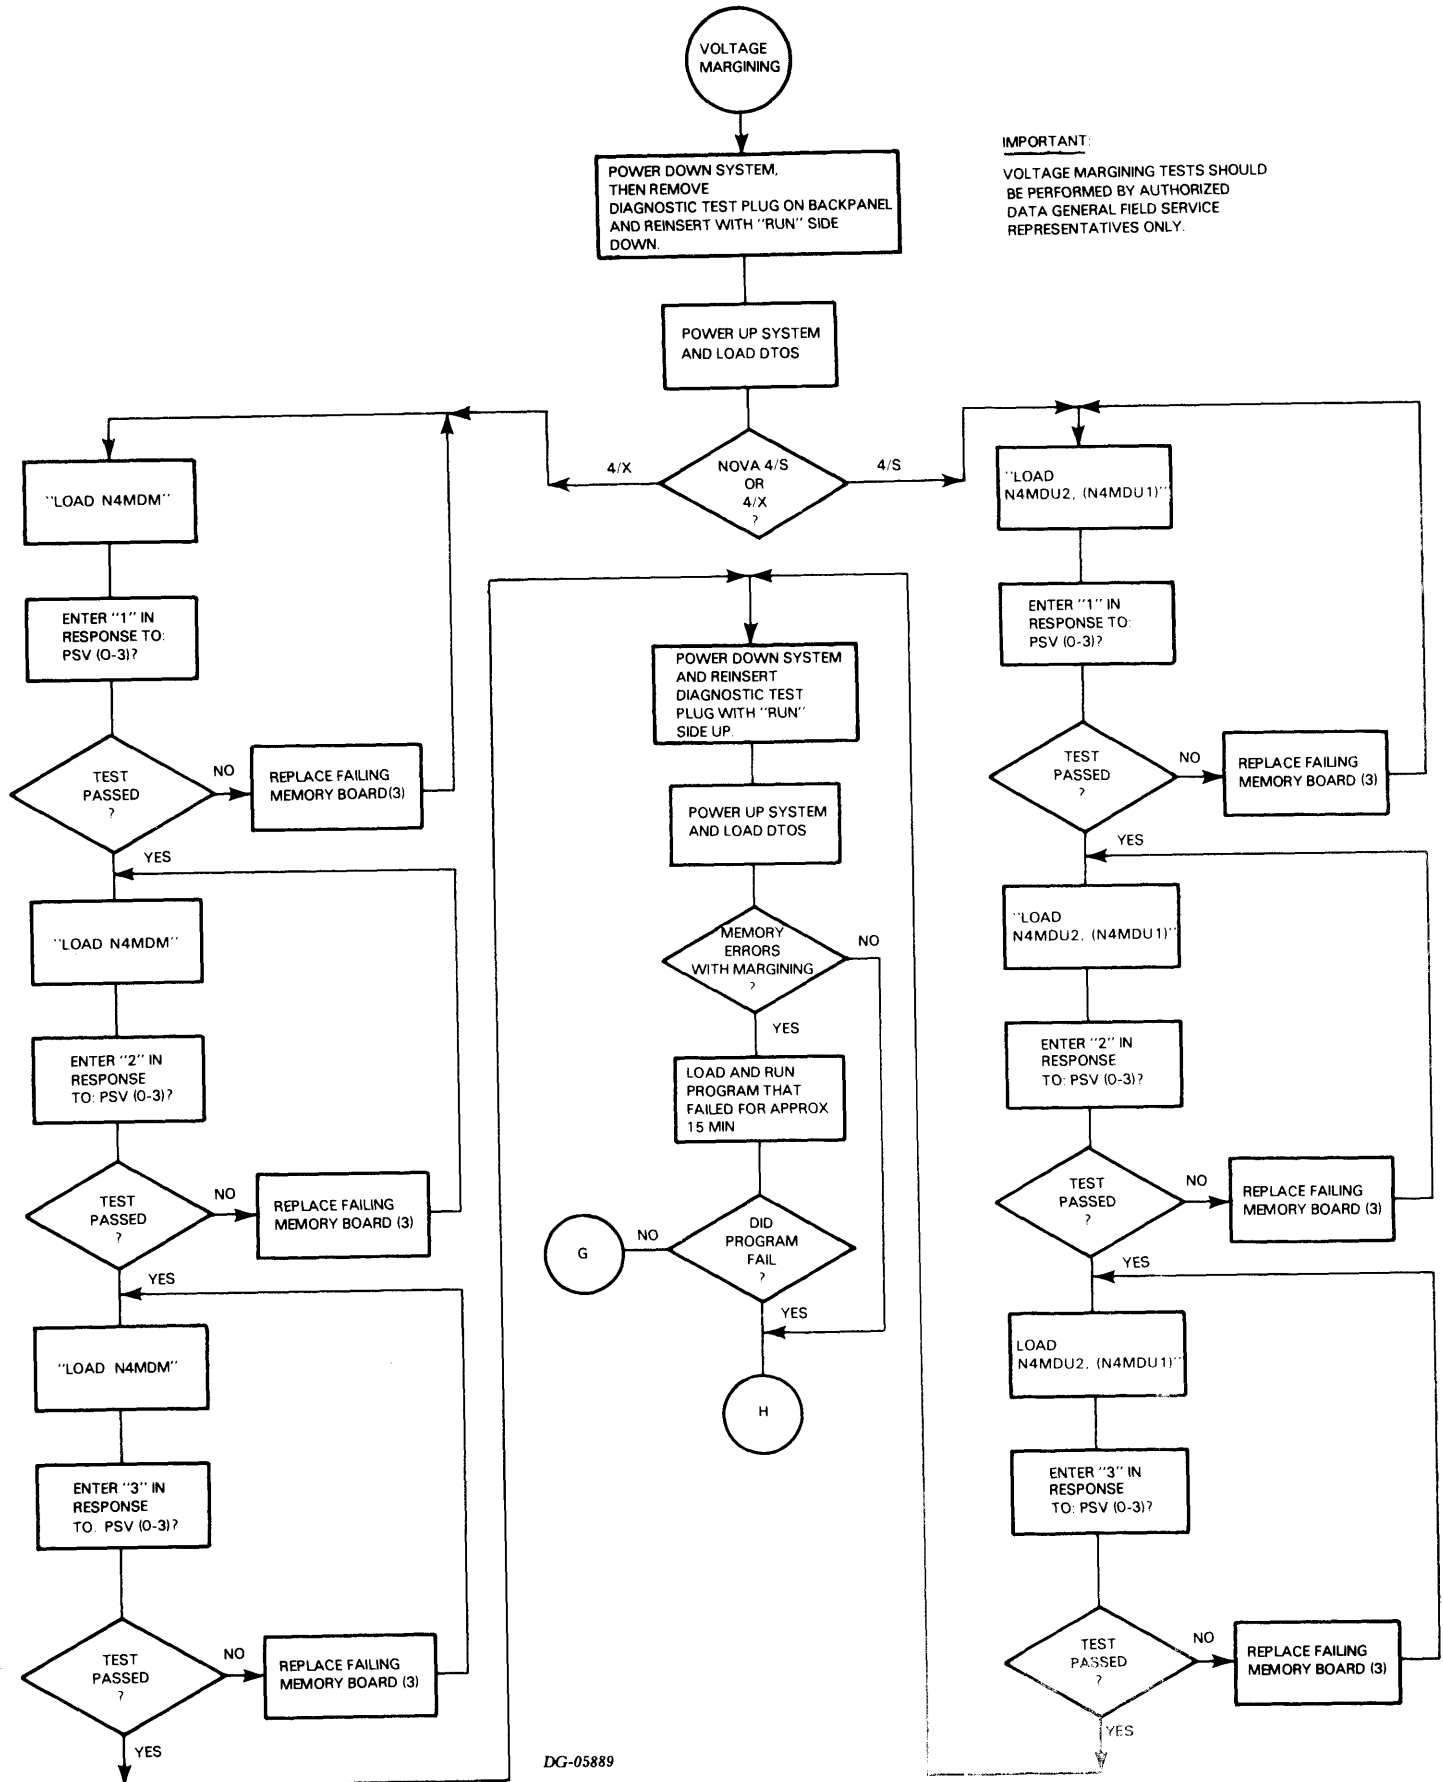 VOLTAGE
MARGINING
IMPORTANT:
VOLTAGE MARGINING TESTS SHOULD
BE PERFORMED BY AUTHORIZED
DATA GENERAL FIELD SERVICE
REPRESENTATIVES ONLY.
POWER DOWN SYSTEM,
THEN REMOVE
DIAGNOSTIC TEST PLUG ON BACKPANEL
AND REINSERT WITH "RUN" SIDE
DOWN.
POWER UP SYSTEM
AND LOAD DTOS
NOVA 4/S
OR
4/X
?
4/X
4/S
"LOAD N4MDM"
ENTER "1" IN
RESPONSE TO:
PSV (0-3)?
TEST
PASSED
?
NO
REPLACE FAILING
MEMORY BOARD(3)
YES
"LOAD N4MDM"
ENTER "2" IN
RESPONSE
TO: PSV (0-3)?
TEST
PASSED
?
NO
REPLACE FAILING
MEMORY BOARD (3)
YES
"LOAD N4MDM"
ENTER "3" IN
RESPONSE
TO. PSV (0-3)?
TEST
PASSED
?
NO
REPLACE FAILING
MEMORY BOARD (3)
YES
POWER DOWN SYSTEM
AND REINSERT
DIAGNOSTIC TEST
PLUG WITH "RUN"
SIDE UP.
POWER UP SYSTEM
AND LOAD DTOS
MEMORY
ERRORS
WITH MARGINING
?
NO
YES
LOAD AND RUN
PROGRAM THAT
FAILED FOR APPROX
15 MIN
DID
PROGRAM
FAIL
?
NO
G
YES
H
"LOAD
N4MDU2, (N4MDU1)"
ENTER "1" IN
RESPONSE TO:
PSV (0-3)?
TEST
PASSED
?
NO
REPLACE FAILING
MEMORY BOARD (3)
YES
"LOAD
N4MDU2, (N4MDU1)"
ENTER "2" IN
RESPONSE
TO: PSV (0-3)?
TEST
PASSED
?
NO
REPLACE FAILING
MEMORY BOARD (3)
YES
LOAD
N4MDU2, (N4MDU1)"
ENTER "3" IN
RESPONSE
TO: PSV (0-3)?
TEST
PASSED
?
NO
REPLACE FAILING
MEMORY BOARD (3)
YES
DG-05889